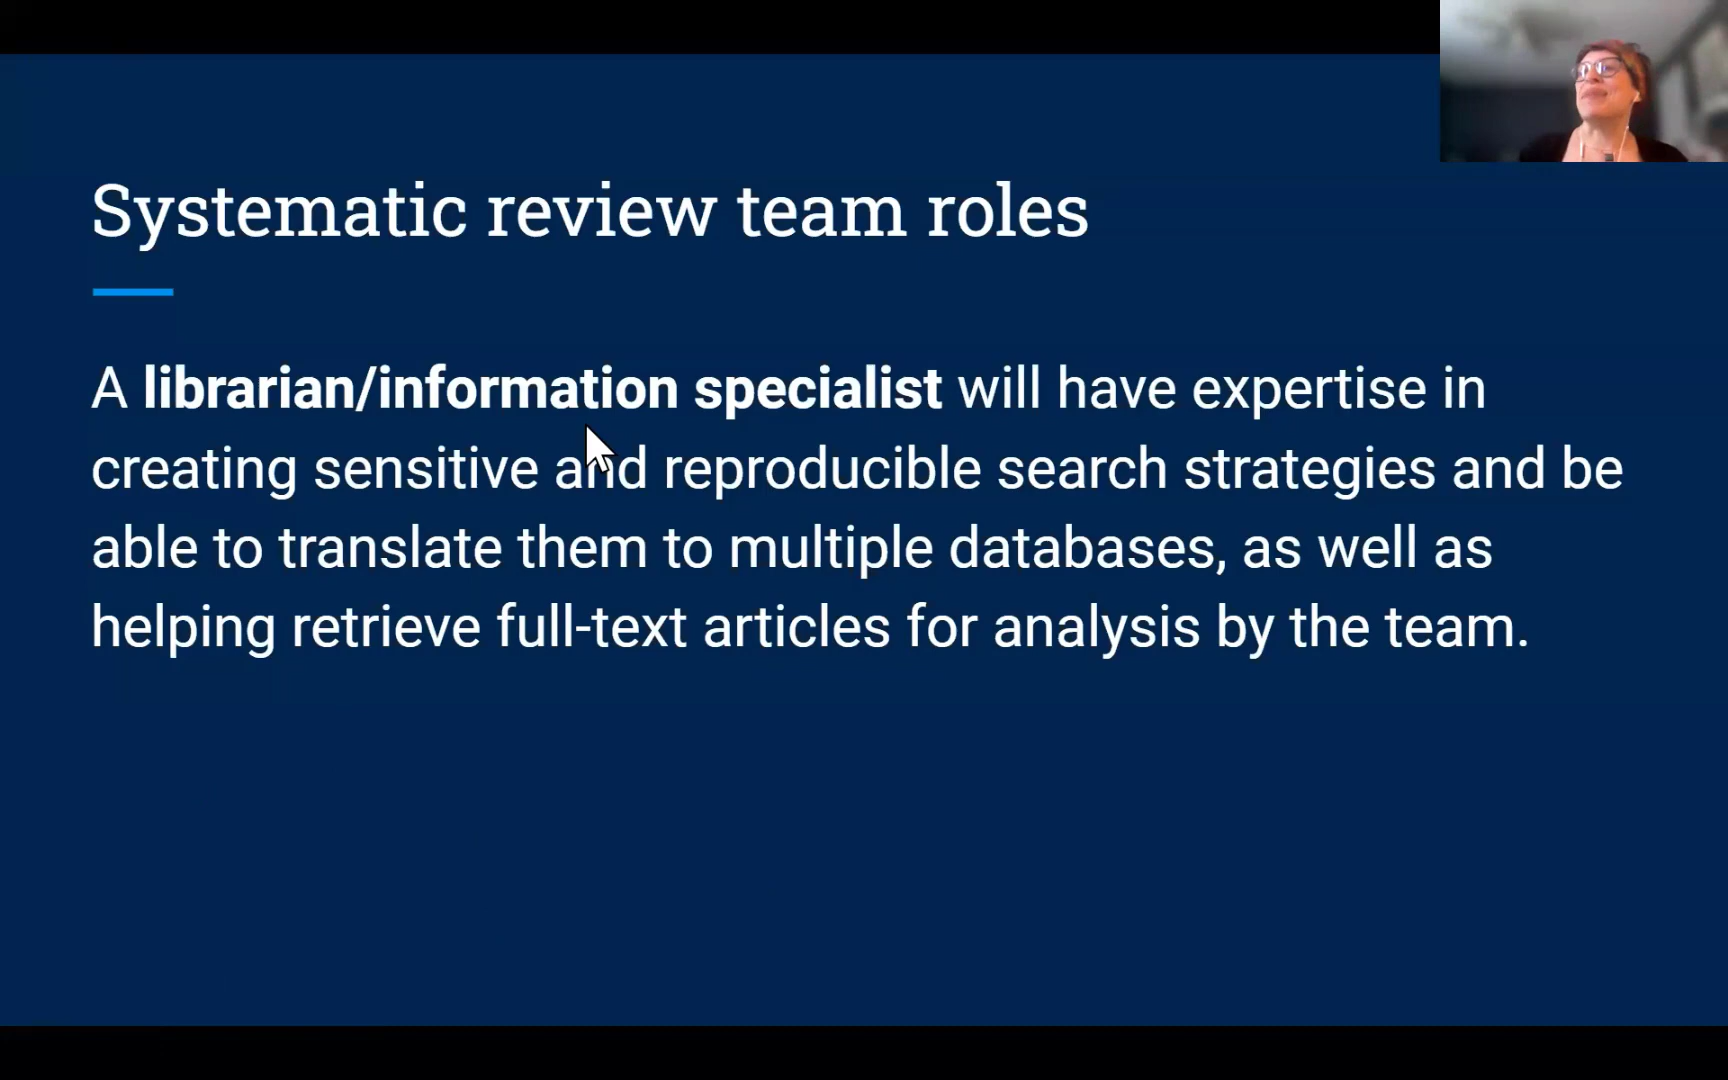 Systematic review team roles
A librarian/information specialist will have expertise in
creating sensitive and reproducible search strategies and be
able to translate them to multiple databases, as well as
helping retrieve full-text articles for analysis by the team.